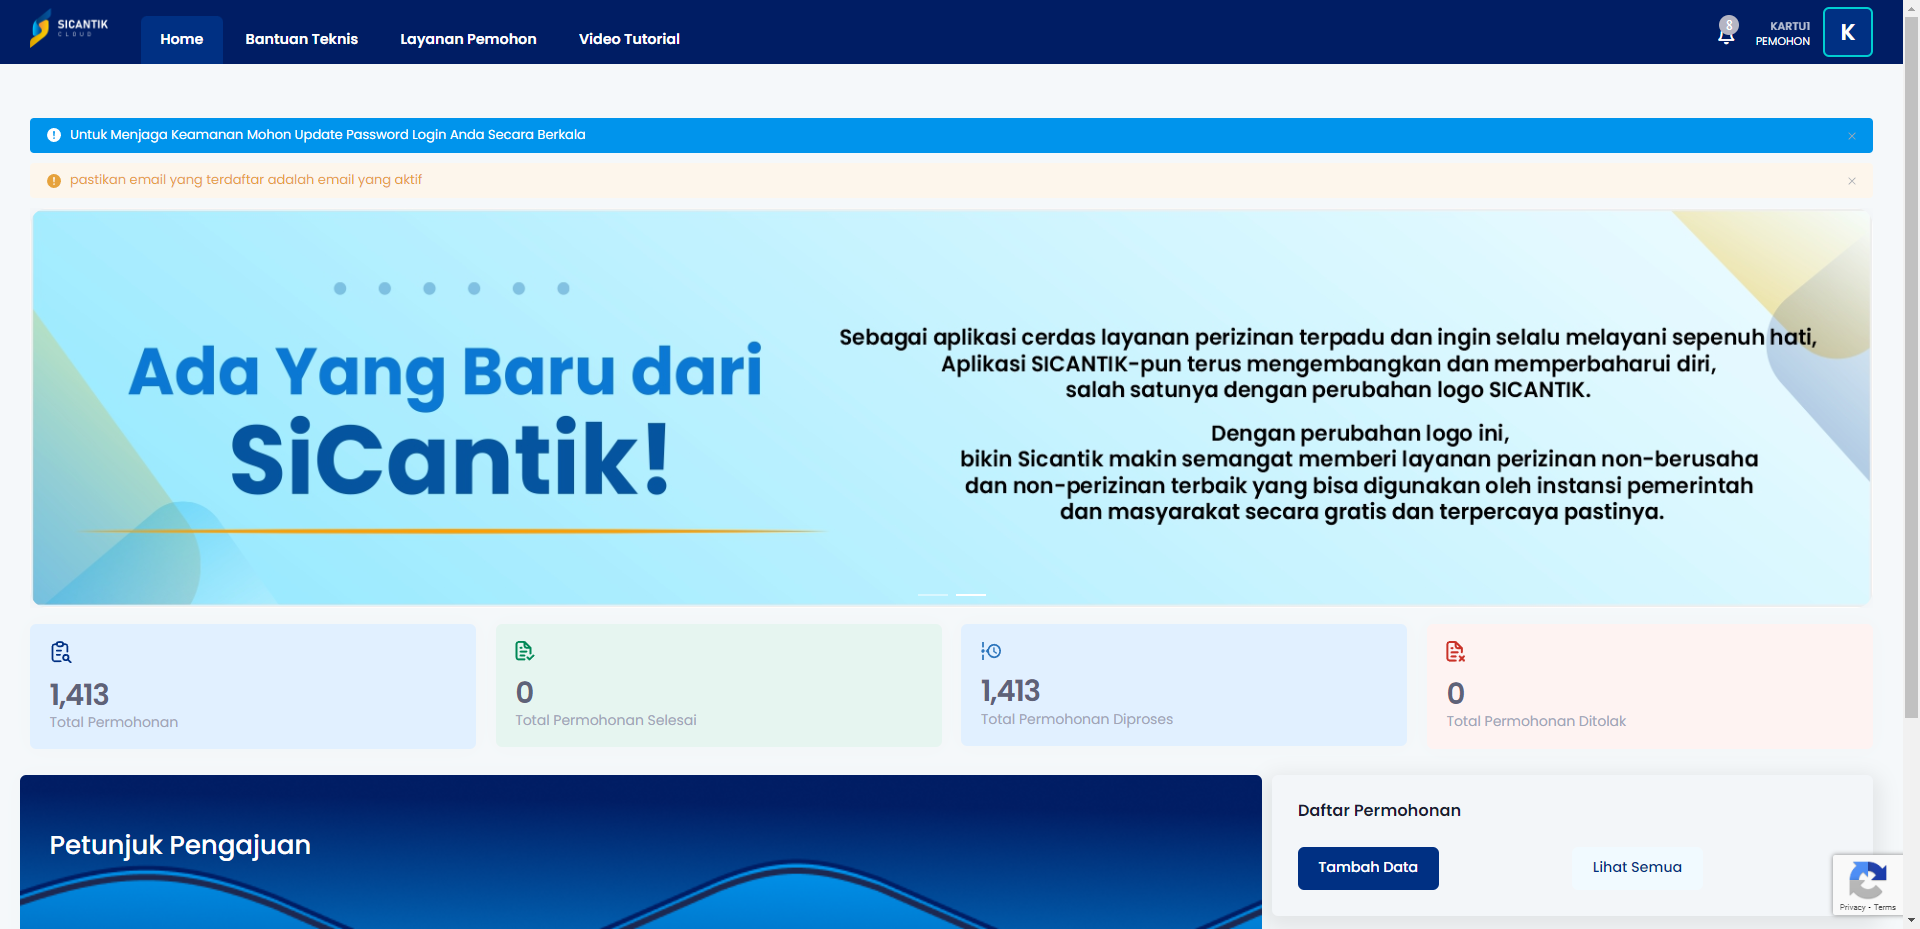 SICANTIK
CLOUD
Home
Bantuan Teknis
Layanan Pemohon
Video Tutorial
8
KARTU1
PEMOHON
K
Untuk Menjaga Keamanan Mohon Update Password Login Anda Secara Berkala
pastikan email yang terdaftar adalah email yang aktif
Ada Yang Baru dari
SiCantik!
Sebagai aplikasi cerdas layanan perizinan terpadu dan ingin selalu melayani sepenuh hati,
Aplikasi SICANTIK-pun terus mengembangkan dan memperbaharui diri,
salah satunya dengan perubahan logo SICANTIK.
Dengan perubahan logo ini,
bikin Sicantik makin semangat memberi layanan perizinan non-berusaha
dan non-perizinan terbaik yang bisa digunakan oleh instansi pemerintah
dan masyarakat secara gratis dan terpercaya pastinya.
1,413
Total Permohonan
0
Total Permohonan Selesai
1,413
Total Permohonan Diproses
0
Total Permohonan Ditolak
Petunjuk Pengajuan
Daftar Permohonan
Tambah Data
Lihat Semua
Privacy - Terms